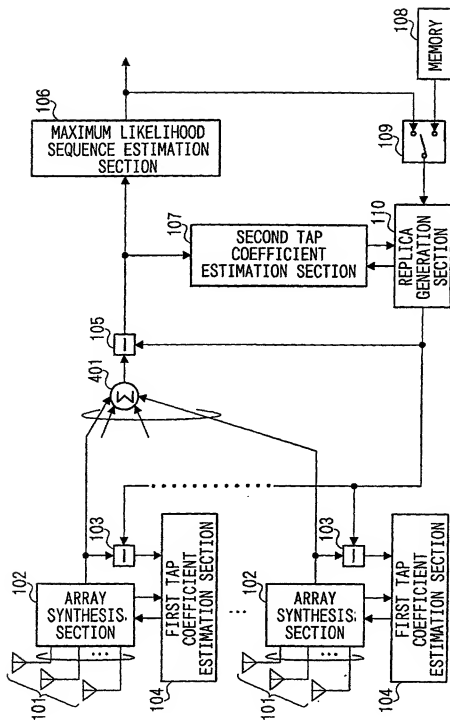 106
MAXIMUM LIKELIHOOD
SEQUENCE ESTIMATION
SECTION
108
MEMORY
109
107
SECOND TAP
COEFFICIENT
ESTIMATION SECTION
110
REPLICA
GENERATION
SECTION
105
−
401
Σ
103
−
102
ARRAY
SYNTHESIS
SECTION
101
FIRST TAP
COEFFICIENT
ESTIMATION SECTION
104
103
−
102
ARRAY
SYNTHESIS
SECTION
101
FIRST TAP
COEFFICIENT
ESTIMATION SECTION
104